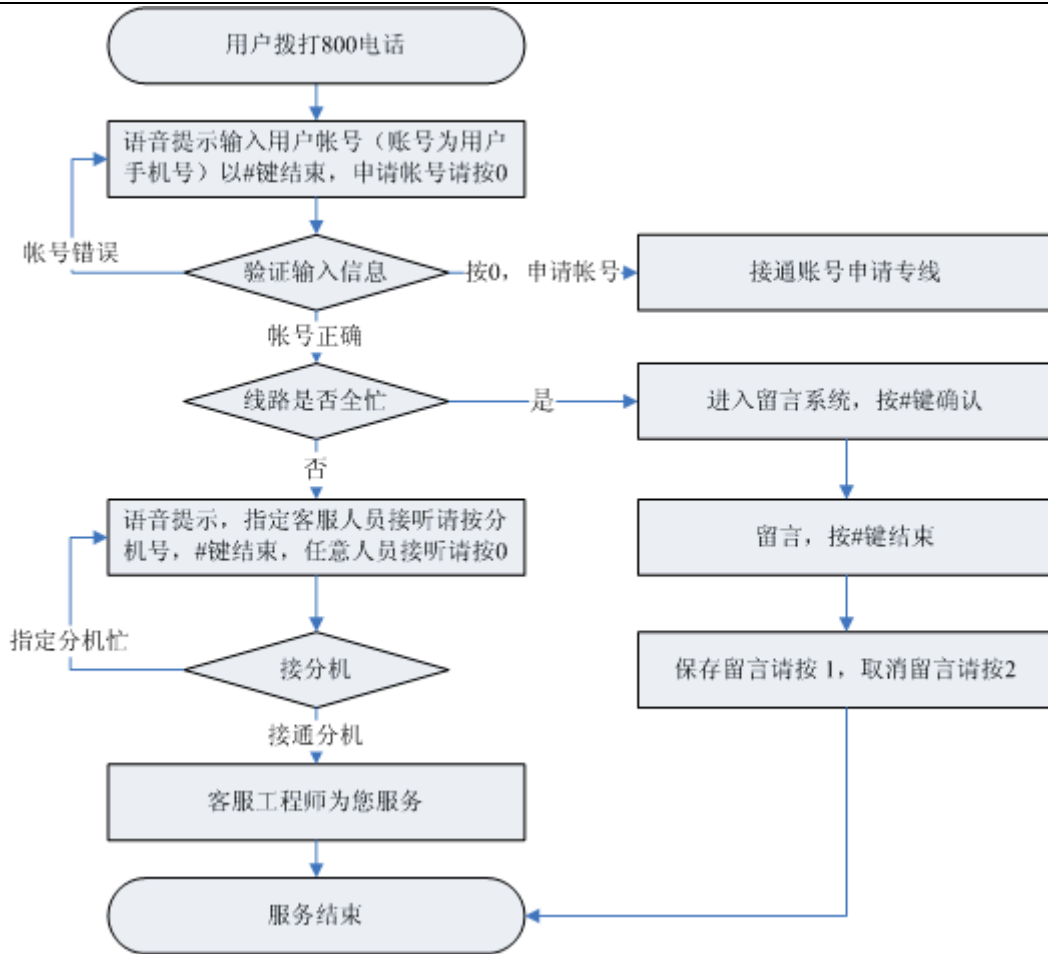 用户拨打800电话
语音提示输入用户帐号（账号为用户
手机号）以#键结束，申请帐号请按0
帐号错误
验证输入信息
按0，申请帐号
接通账号申请专线
帐号正确
线路是否全忙
是
进入留言系统，按#键确认
否
语音提示，指定客服人员接听请按分
机号，#键结束，任意人员接听请按0
留言，按#键结束
指定分机忙
接分机
保存留言请按1，取消留言请按2
接通分机
客服工程师为您服务
服务结束